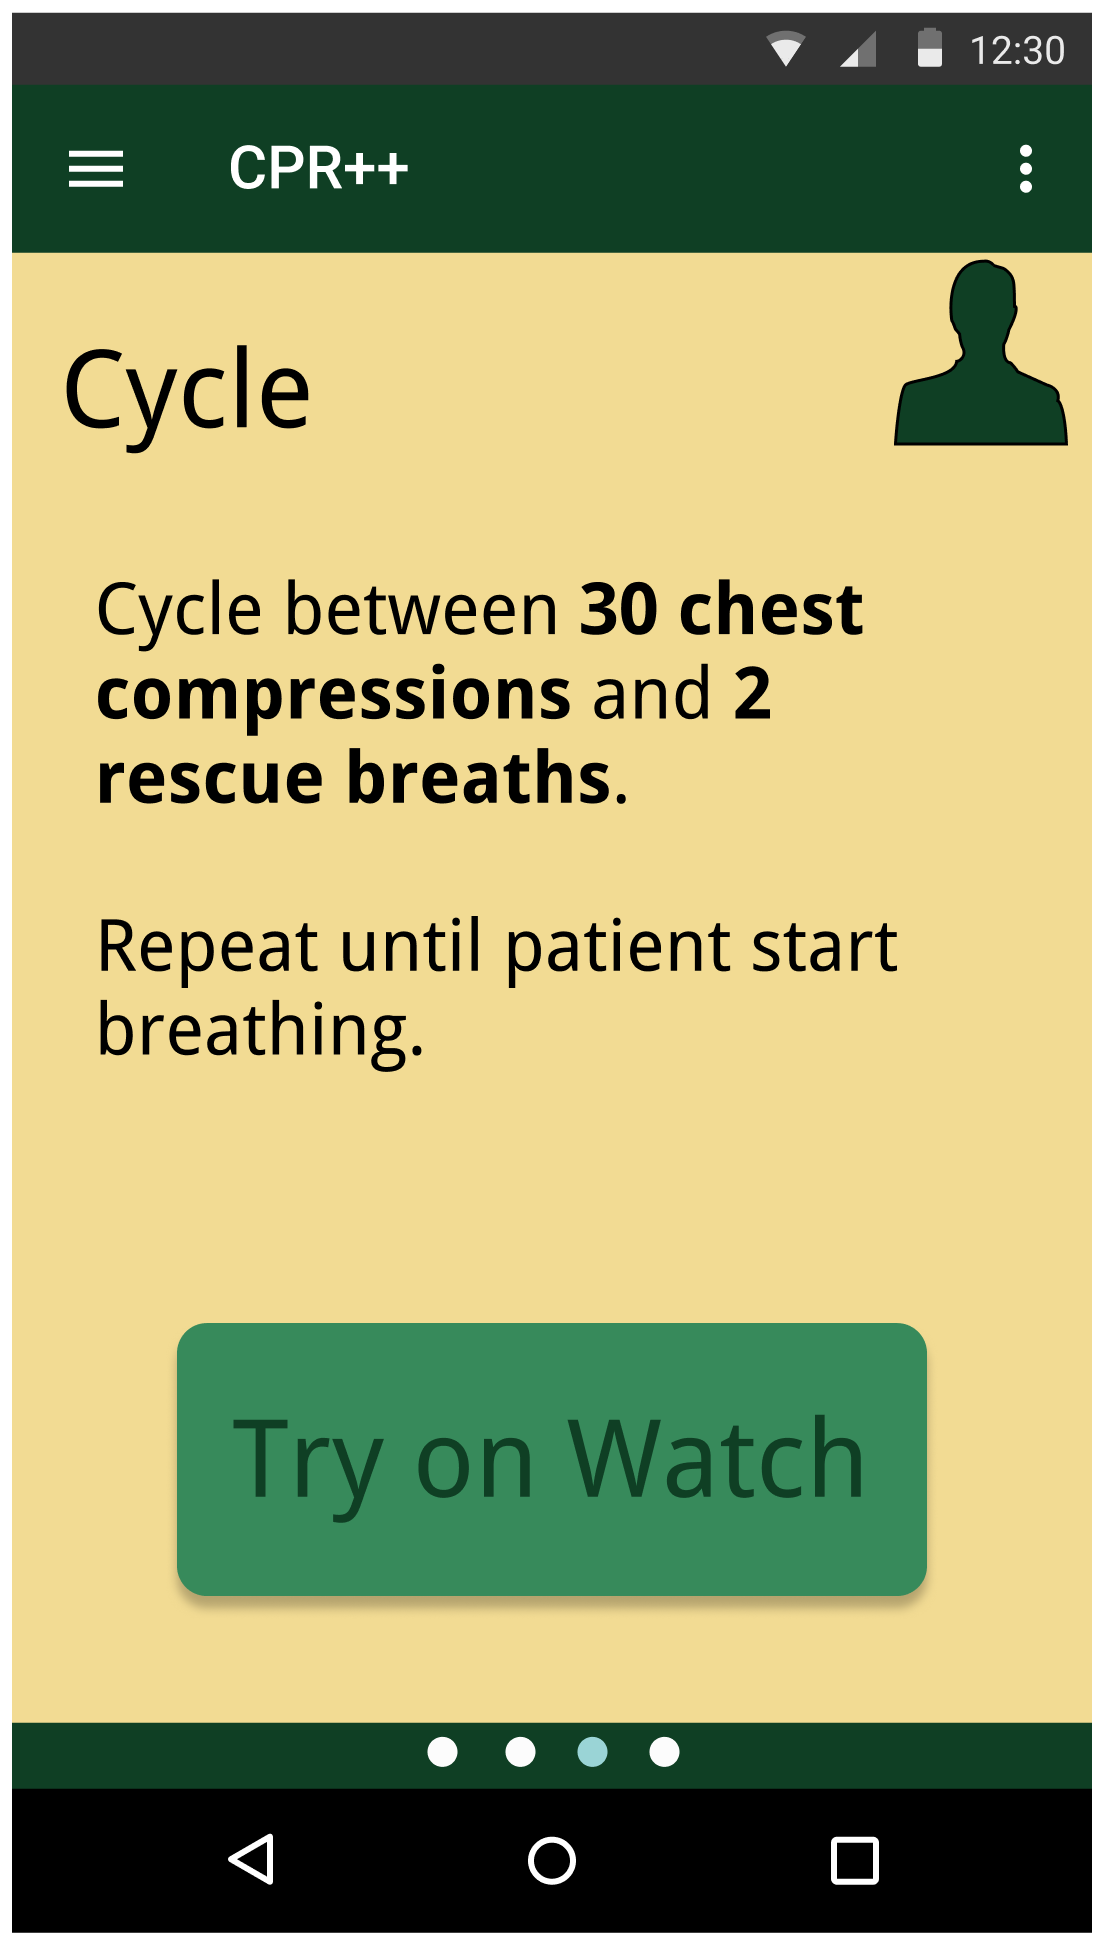 12:30
CPR++
Cycle
Cycle between 30 chest
compressions and 2
rescue breaths.
Repeat until patient start
breathing.
Try on Watch